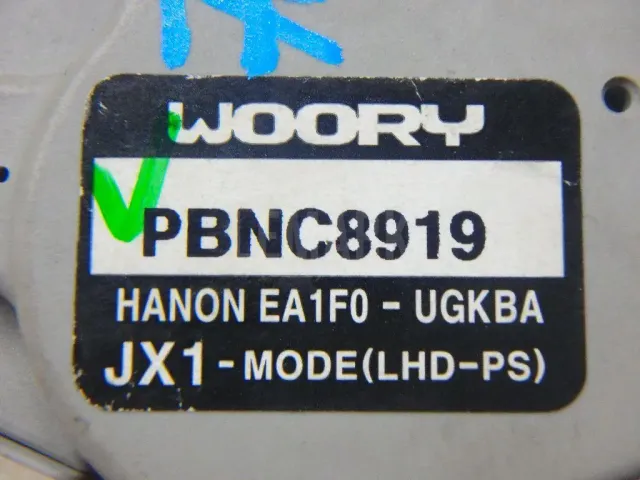 WOORY
PBNC8919
HANON EA1F0 - UGKBA
JX1 - MODE(LHD-PS)